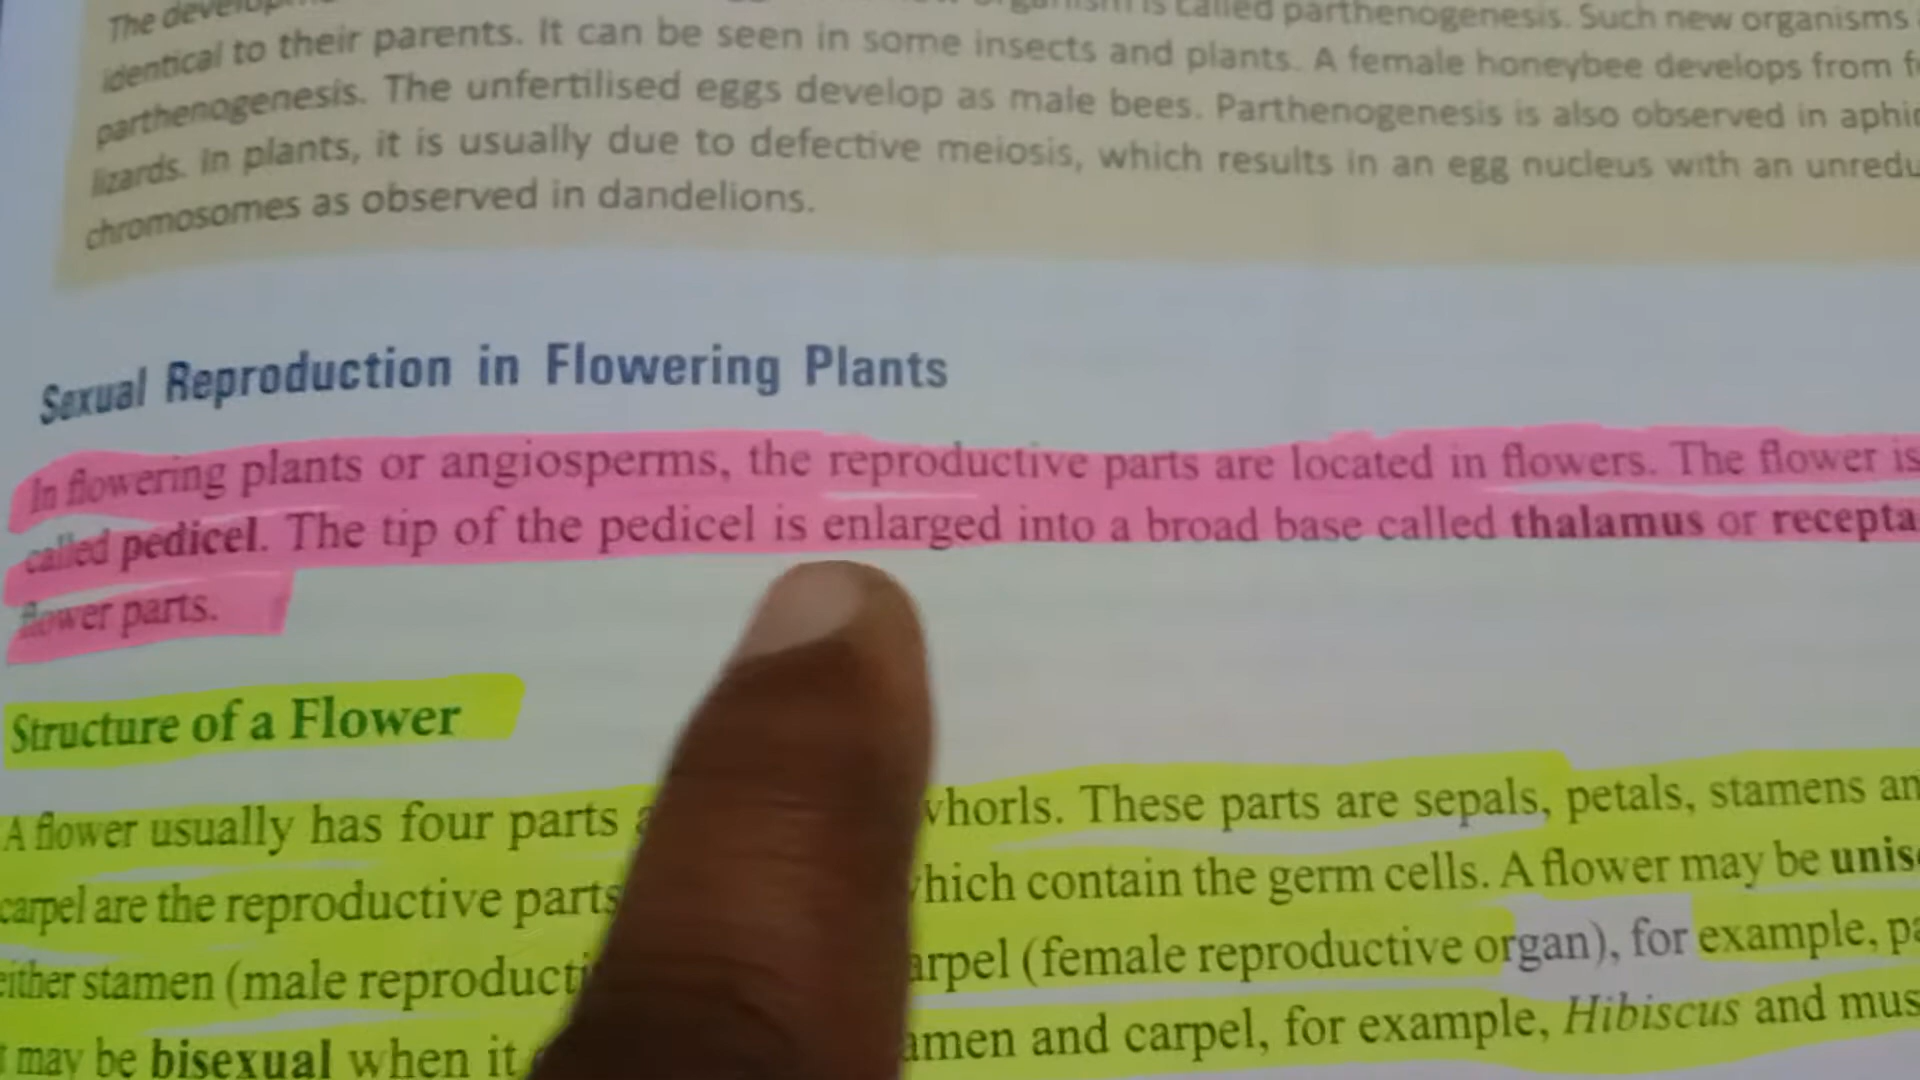 The develop organism is called parthenogenesis. Such new organisms
identical to their parents. It can be seen in some insects and plants. A female honeybee develops from
parthenogenesis. The unfertilised eggs develop as male bees. Parthenogenesis is also observed in aphi
lizards. In plants, it is usually due to defective meiosis, which results in an egg nucleus with an unredu
chromosomes as observed in dandelions.
Sexual Reproduction in Flowering Plants
In flowering plants or angiosperms, the reproductive parts are located in flowers. The flower is
called pedicel. The tip of the pedicel is enlarged into a broad base called thalamus or recepta
flower parts.
Structure of a Flower
A flower usually has four parts whorls. These parts are sepals, petals, stamens an
carpel are the reproductive parts which contain the germ cells. A flower may be unis
either stamen (male reproducti arpel (female reproductive organ), for example, pa
t may be bisexual when it amen and carpel, for example, Hibiscus and mus